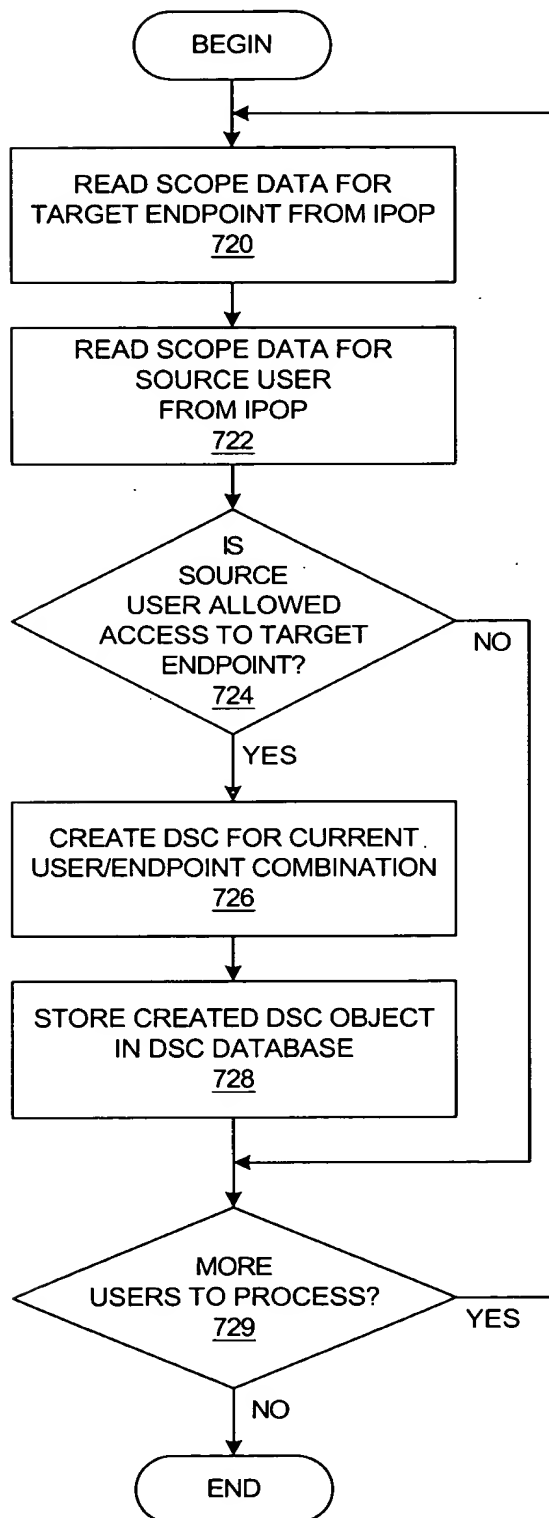 BEGIN
READ SCOPE DATA FOR
TARGET ENDPOINT FROM IPOP
720
READ SCOPE DATA FOR
SOURCE USER
FROM IPOP
722
IS
SOURCE
USER ALLOWED
ACCESS TO TARGET
ENDPOINT?
724
NO
YES
CREATE DSC FOR CURRENT
USER/ENDPOINT COMBINATION
726
STORE CREATED DSC OBJECT
IN DSC DATABASE
728
MORE
USERS TO PROCESS?
729
YES
NO
END